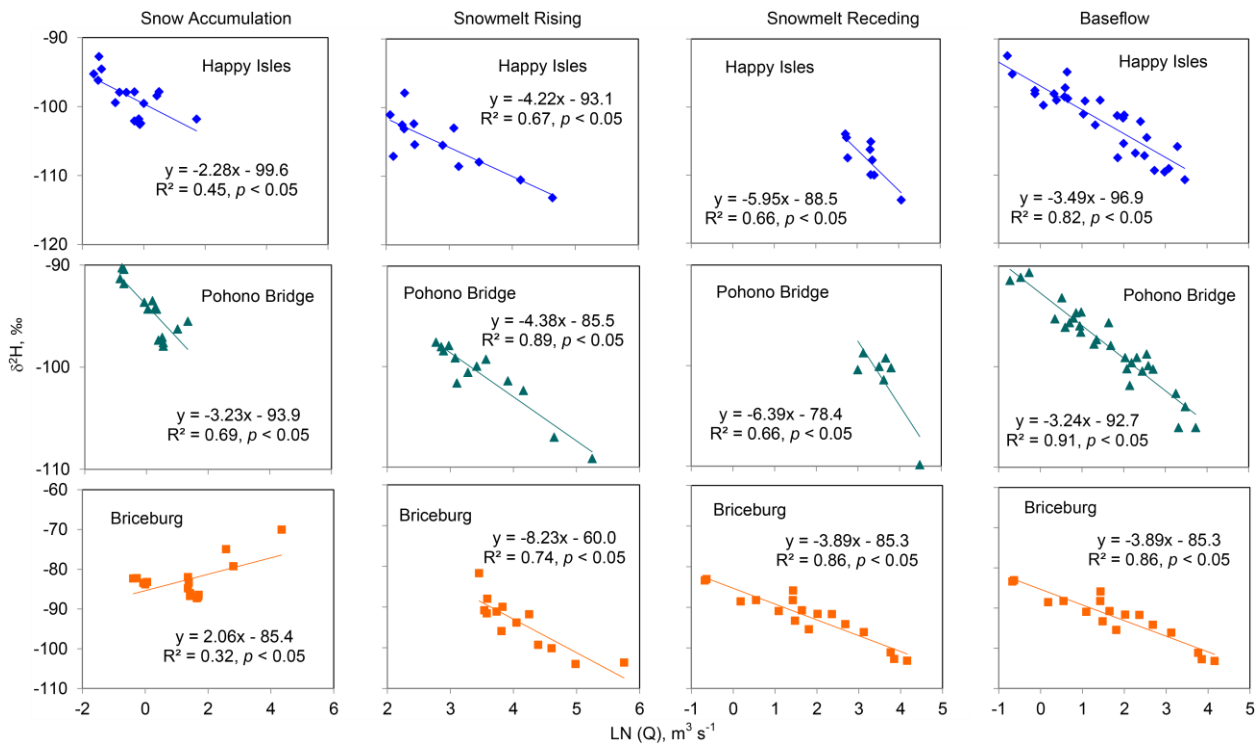 Snow Accumulation
Snowmelt Rising
Snowmelt Receding
Baseflow
-90
-100
-110
-120
Happy Isles
y = -2.28x - 99.6
R² = 0.45, p < 0.05
Happy Isles
y = -4.22x - 93.1
R² = 0.67, p < 0.05
Happy Isles
y = -5.95x - 88.5
R² = 0.66, p < 0.05
Happy Isles
y = -3.49x - 96.9
R² = 0.82, p < 0.05
δ²H, ‰
-90
-100
-110
Pohono Bridge
y = -3.23x - 93.9
R² = 0.69, p < 0.05
Pohono Bridge
y = -4.38x - 85.5
R² = 0.89, p < 0.05
Pohono Bridge
y = -6.39x - 78.4
R² = 0.66, p < 0.05
Pohono Bridge
y = -3.24x - 92.7
R² = 0.91, p < 0.05
-60
-70
-80
-90
-100
-110
Briceburg
y = 2.06x - 85.4
R² = 0.32, p < 0.05
Briceburg
y = -8.23x - 60.0
R² = 0.74, p < 0.05
Briceburg
y = -3.89x - 85.3
R² = 0.86, p < 0.05
Briceburg
y = -3.89x - 85.3
R² = 0.86, p < 0.05
-2 0 2 4 6
2 3 4 5 6
-1 0 1 2 3 4 5
-1 0 1 2 3 4 5
LN (Q), m³ s⁻¹